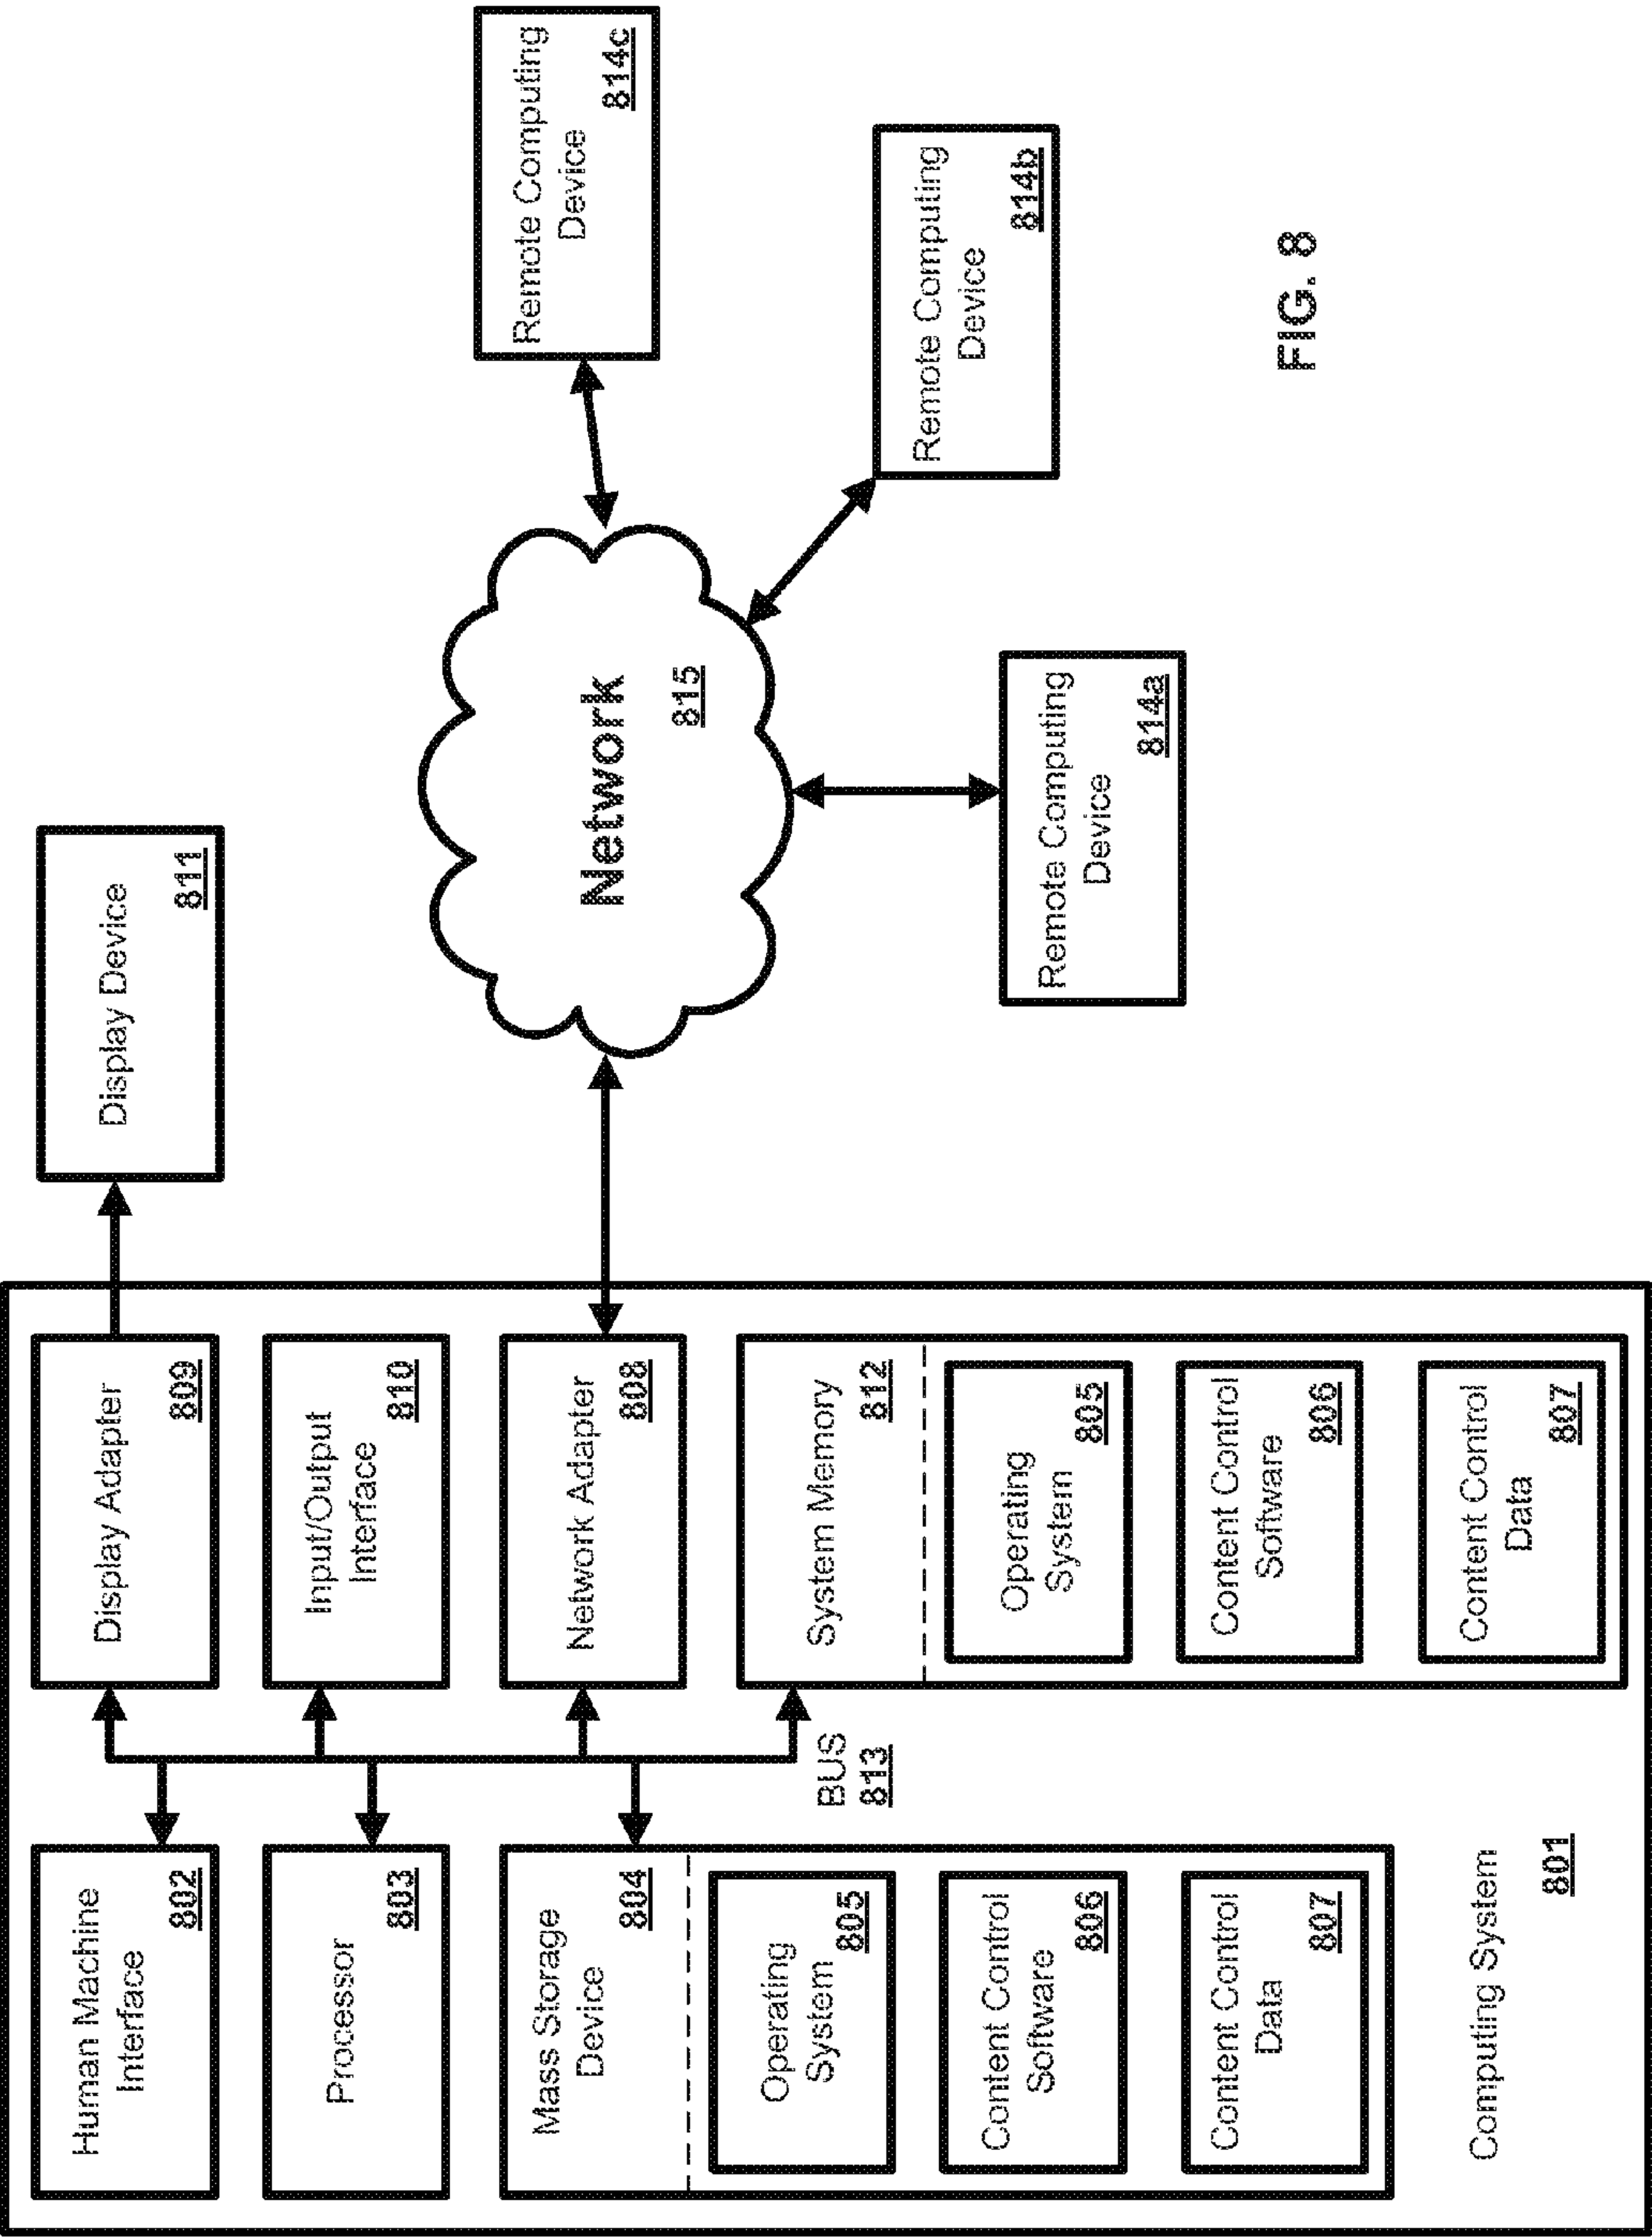 Human Machine
Interface
802
Processor
803
Mass Storage
Device
804
Operating
System
805
Content Control
Software
806
Content Control
Data
807
Computing System
801
BUS
813
Display Adapter
809
Input/Output
Interface
810
Network Adapter
808
System Memory
812
Operating
System
805
Content Control
Software
806
Content Control
Data
807
Display Device
811
Network
815
Remote Computing
Device
814a
Remote Computing
Device
814b
Remote Computing
Device
814c
FIG. 8